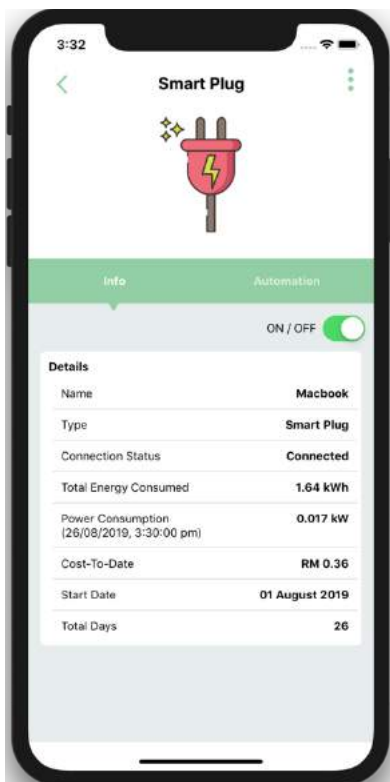 3:32
Smart Plug
Info
Automation
ON / OFF
Details
Name
Macbook
Type
Smart Plug
Connection Status
Connected
Total Energy Consumed
1.64 kWh
Power Consumption
(26/08/2019, 3:30:00 pm)
0.017 kW
Cost-To-Date
RM 0.36
Start Date
01 August 2019
Total Days
26